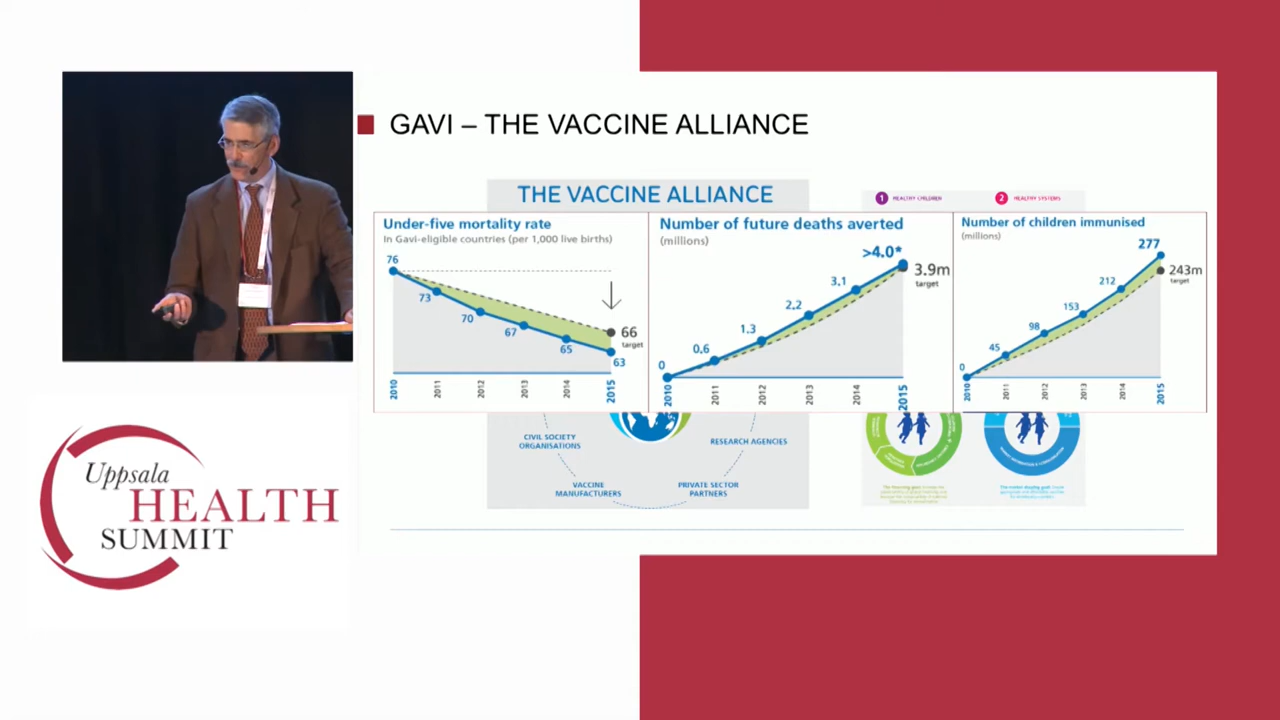 GAVI – THE VACCINE ALLIANCE
THE VACCINE ALLIANCE
1 HEALTHY CHILDREN
2 HEALTHY SYSTEMS
Under-five mortality rate
In Gavi-eligible countries (per 1,000 live births)
76
73
70
67
65
63
66
target
2010 2011 2012 2013 2014 2015
Number of future deaths averted
(millions)
0
0.6
1.3
2.2
3.1
>4.0*
3.9m
target
2010 2011 2012 2013 2014 2015
Number of children immunised
(millions)
0
45
98
153
212
277
243m
target
2010 2011 2012 2013 2014 2015
CIVIL SOCIETY
ORGANISATIONS
RESEARCH AGENCIES
VACCINE
MANUFACTURERS
PRIVATE SECTOR
PARTNERS
Uppsala
HEALTH
SUMMIT